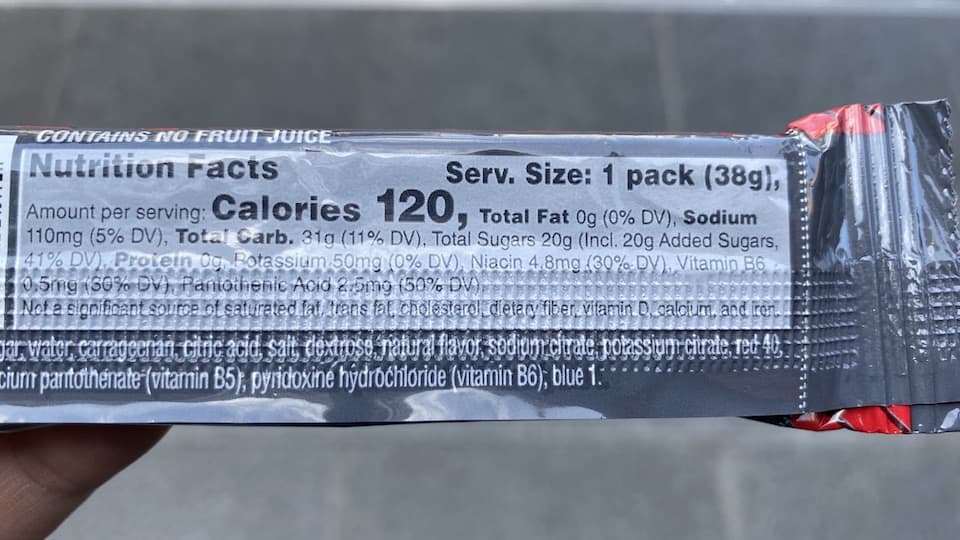 CONTAINS NO FRUIT JUICE
Nutrition Facts Serv. Size: 1 pack (38g),
Amount per serving: Calories 120, Total Fat 0g (0% DV), Sodium
110mg (5% DV), Total Carb. 31g (11% DV), Total Sugars 20g (Incl. 20g Added Sugars,
41% DV), Protein 0g, Potassium 50mg (0% DV), Niacin 4.8mg (30% DV), Vitamin B6
0.5mg (30% DV), Pantothenic Acid 2.5mg (50% DV).
Not a significant source of saturated fat, trans fat, cholesterol, dietary fiber, vitamin D, calcium, and iron.
water, carrageenan, citric acid, salt, dextrose, natural flavor, sodium citrate, potassium citrate, red 40,
pantothenate (vitamin B5), pyridoxine hydrochloride (vitamin B6), blue 1.